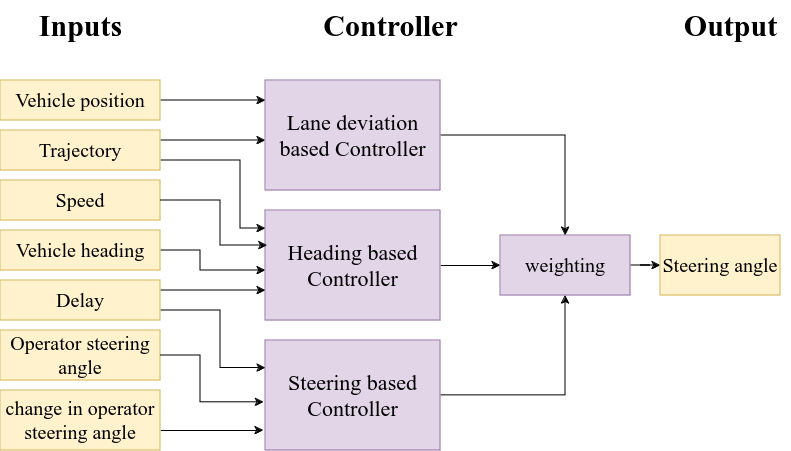 Inputs
Controller
Output
Vehicle position
Trajectory
Speed
Vehicle heading
Delay
Operator steering
angle
change in operator
steering angle
Lane deviation
based Controller
Heading based
Controller
Steering based
Controller
weighting
Steering angle